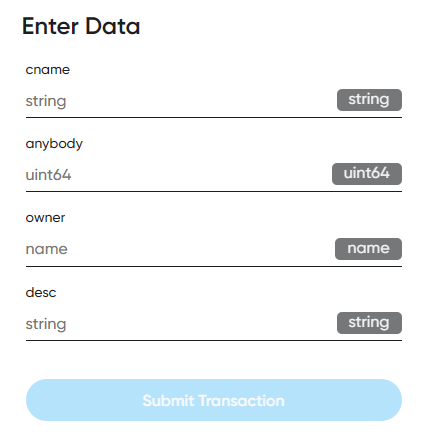 Enter Data
cname
string string
anybody
uint64 uint64
owner
name name
desc
string string
Submit Transaction